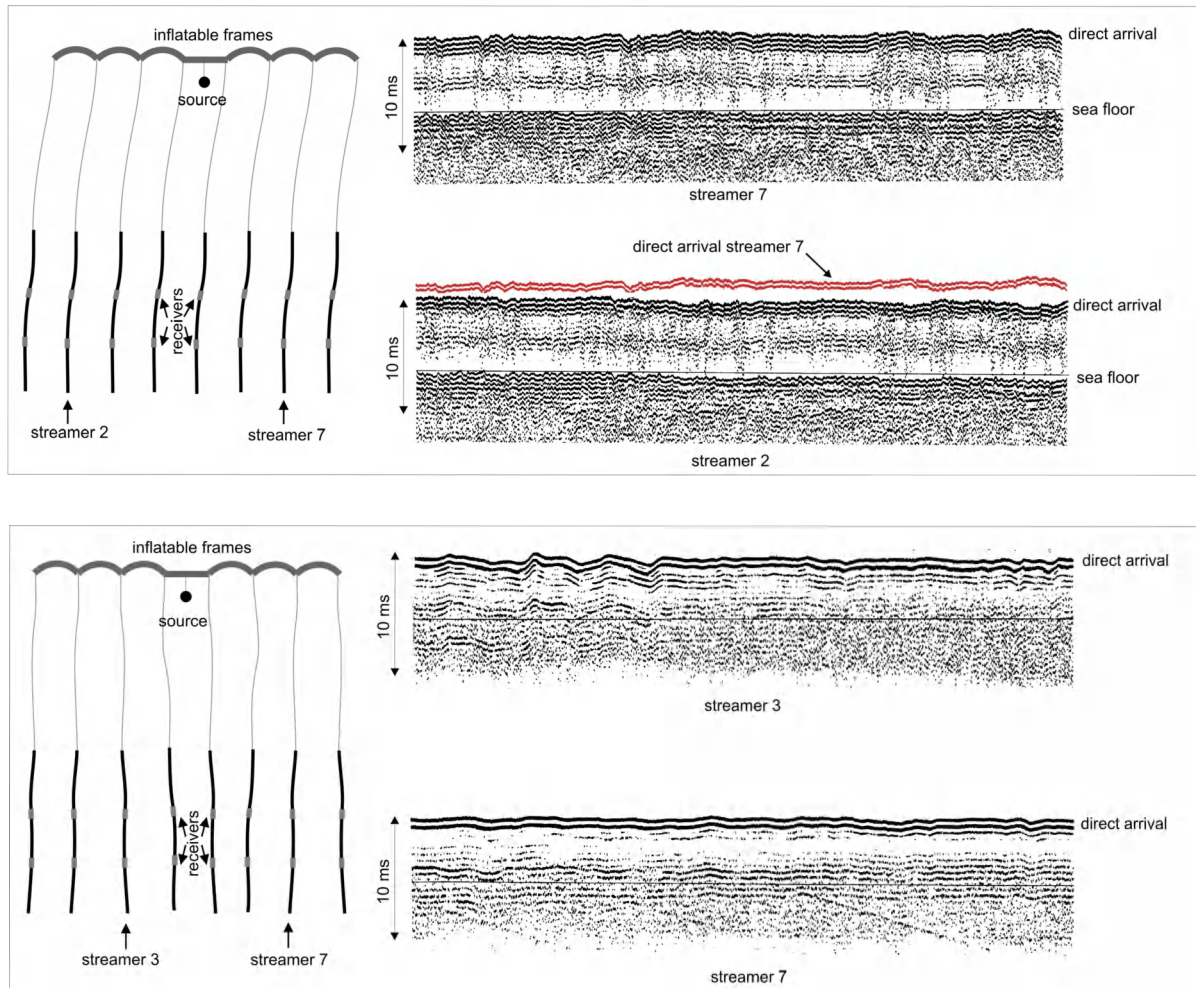 inflatable frames
source
receivers
streamer 2
streamer 7
10 ms
direct arrival
sea floor
streamer 7
direct arrival streamer 7
10 ms
direct arrival
sea floor
streamer 2
inflatable frames
source
receivers
streamer 3
streamer 7
10 ms
direct arrival
streamer 3
10 ms
direct arrival
streamer 7